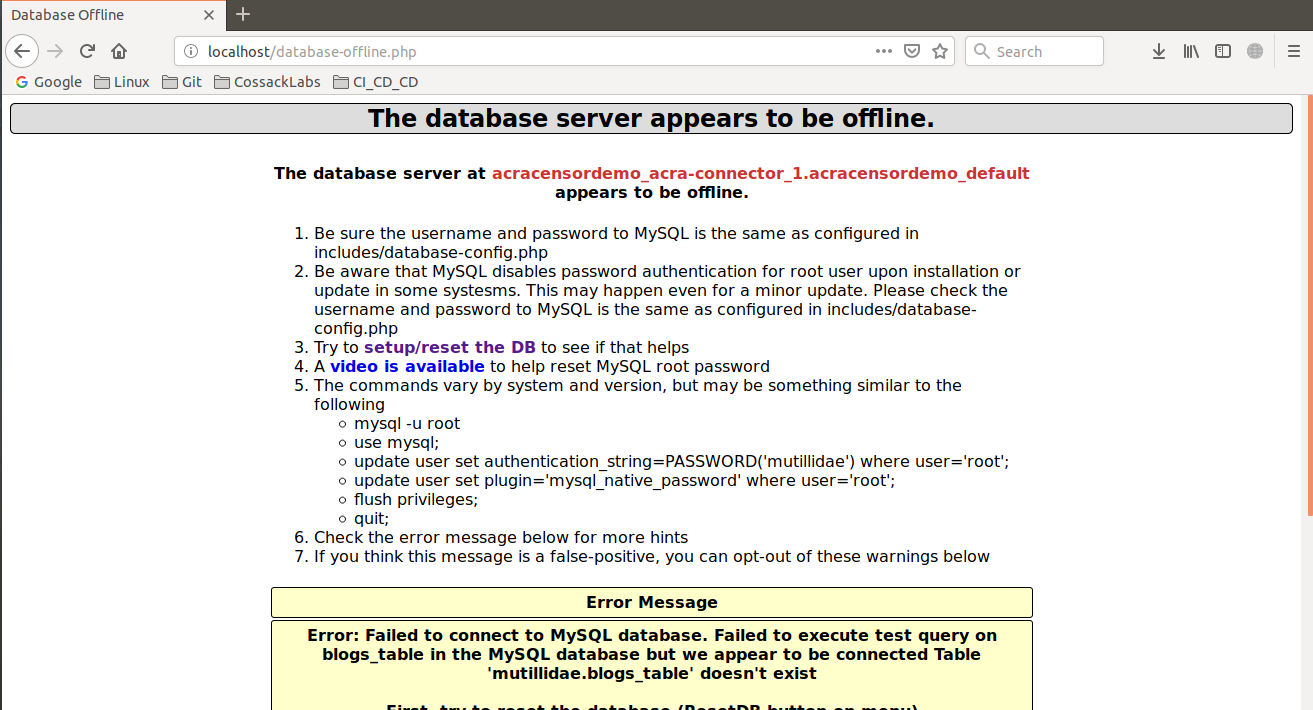 Database Offline
localhost/database-offline.php
Search
Google Linux Git CossackLabs CI_CD_CD
The database server appears to be offline.
The database server at acracensordemo_acra-connector_1.acracensordemo_default
appears to be offline.
1. Be sure the username and password to MySQL is the same as configured in
includes/database-config.php
2. Be aware that MySQL disables password authentication for root user upon installation or
update in some systesms. This may happen even for a minor update. Please check the
username and password to MySQL is the same as configured in includes/database-
config.php
3. Try to setup/reset the DB to see if that helps
4. A video is available to help reset MySQL root password
5. The commands vary by system and version, but may be something similar to the
following
mysql -u root
use mysql;
update user set authentication_string=PASSWORD('mutillidae') where user='root';
update user set plugin='mysql_native_password' where user='root';
flush privileges;
quit;
6. Check the error message below for more hints
7. If you think this message is a false-positive, you can opt-out of these warnings below
Error Message
Error: Failed to connect to MySQL database. Failed to execute test query on
blogs_table in the MySQL database but we appear to be connected Table
'mutillidae.blogs_table' doesn't exist
First, try to reset the database (ResetDB button on menu)